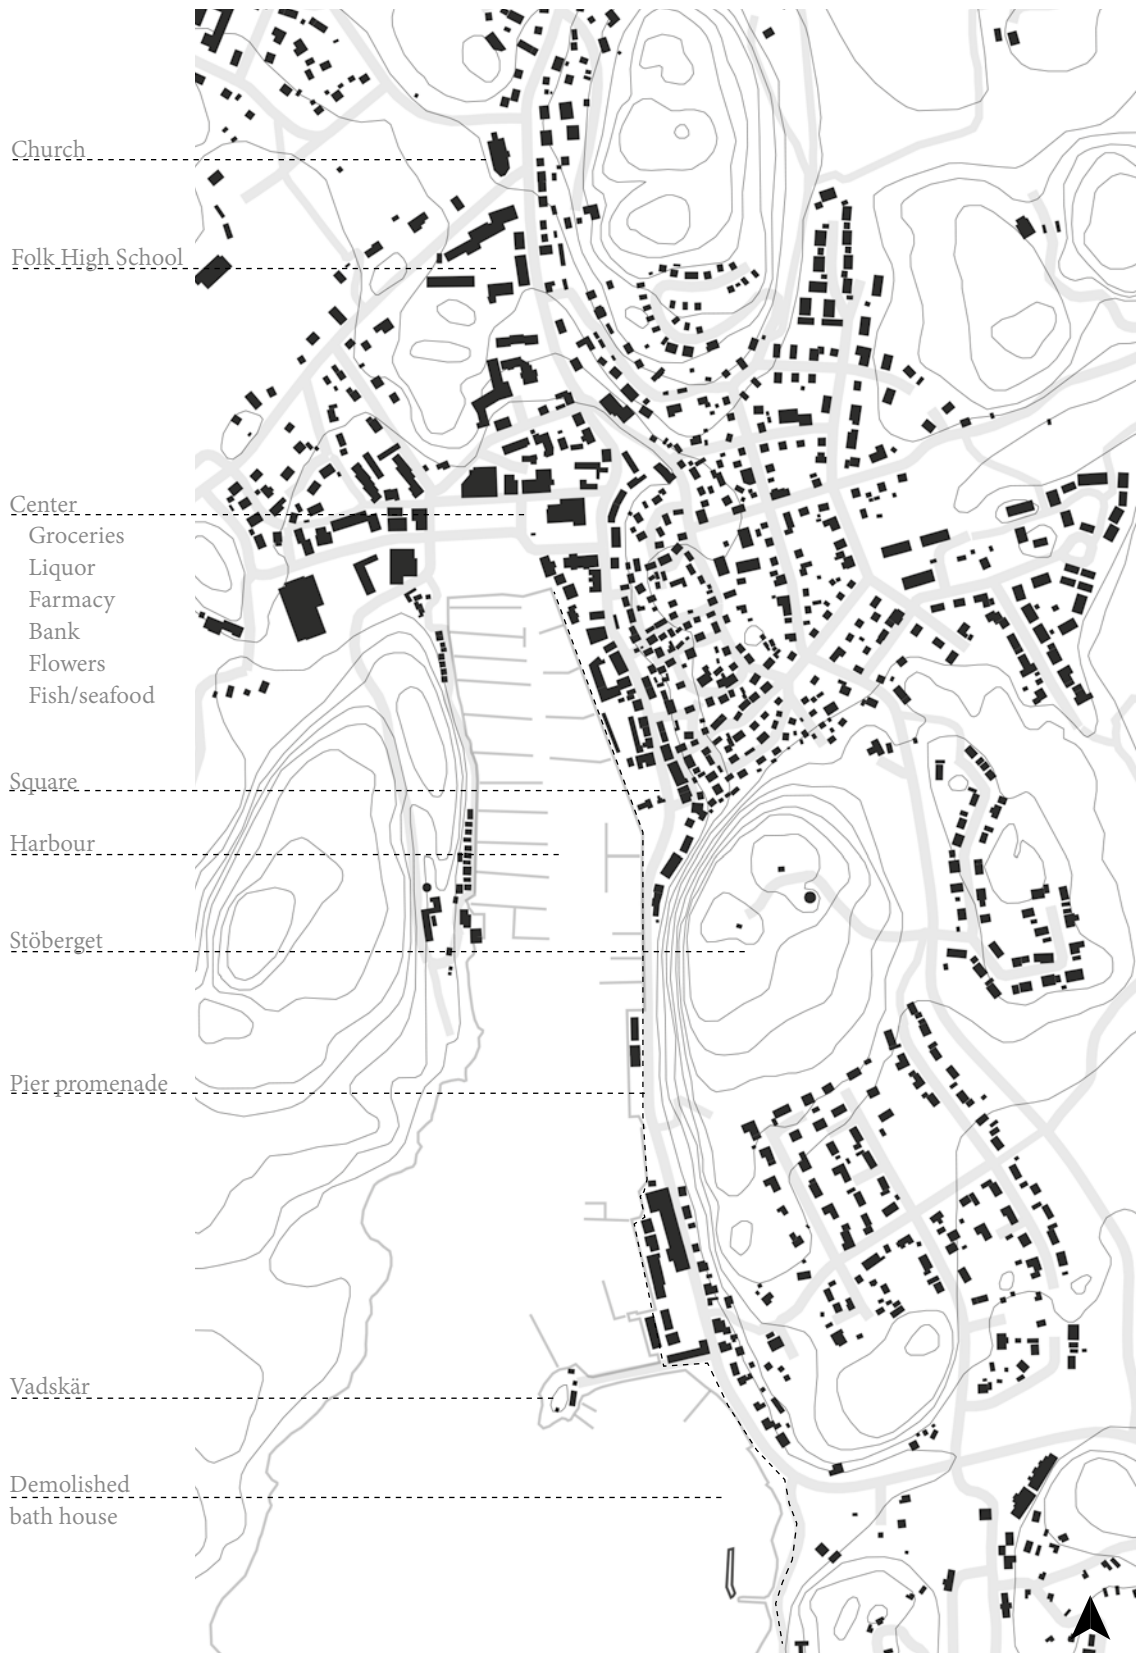 Church
Folk High School
Center
Groceries
Liquor
Farmacy
Bank
Flowers
Fish/seafood
Square
Harbour
Stöberget
Pier promenade
Vadskär
Demolished
bath house